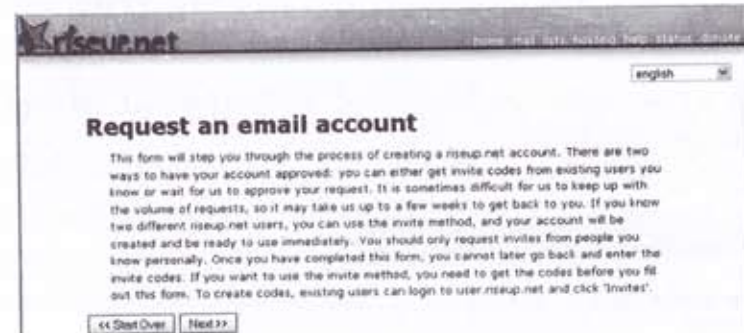 riseup.net
home mail lists hosting help status donate
english
Request an email account
This form will step you through the process of creating a riseup.net account. There are two
ways to have your account approved: you can either get invite codes from existing users you
know or wait for us to approve your request. It is sometimes difficult for us to keep up with
the volume of requests, so it may take us up to a few weeks to get back to you. If you know
two different riseup.net users, you can use the invite method, and your account will be
created and be ready to use immediately. You should only request invites from people you
know personally. Once you have completed this form, you cannot later go back and enter the
invite codes. If you want to use the invite method, you need to get the codes before you fill
out this form. To create codes, existing users can login to user.riseup.net and click 'Invites'.
<< Start Over Next >>